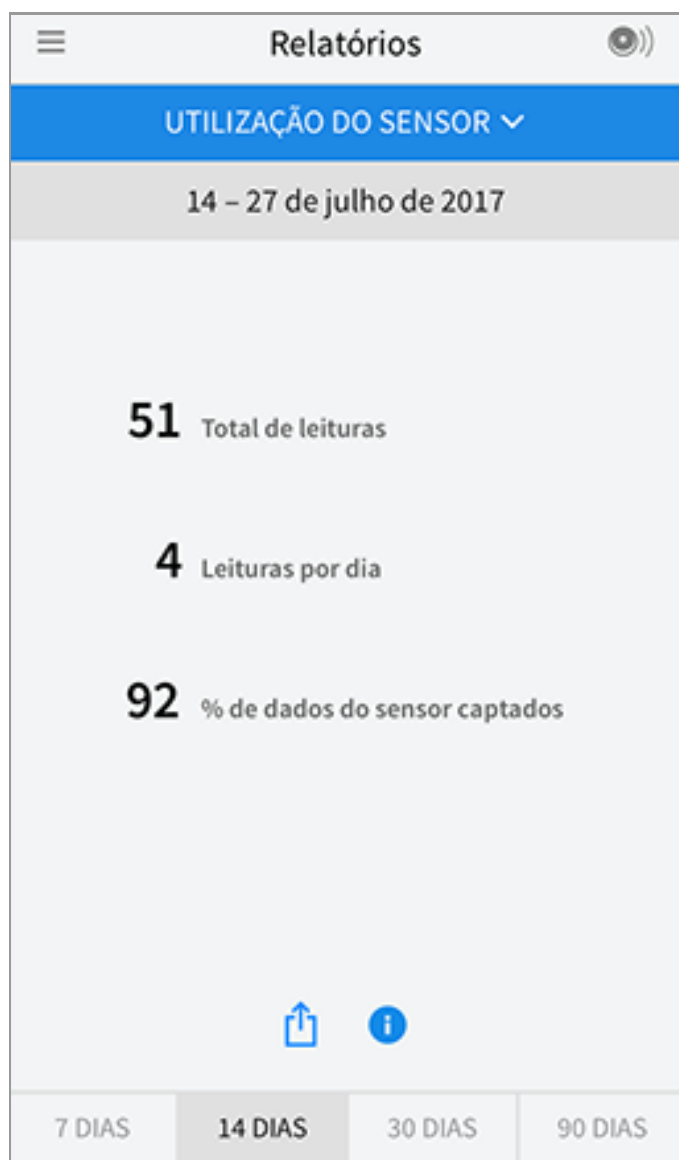 Relatórios
UTILIZAÇÃO DO SENSOR
14 – 27 de julho de 2017
51 Total de leituras
4 Leituras por dia
92 % de dados do sensor captados
7 DIAS 14 DIAS 30 DIAS 90 DIAS